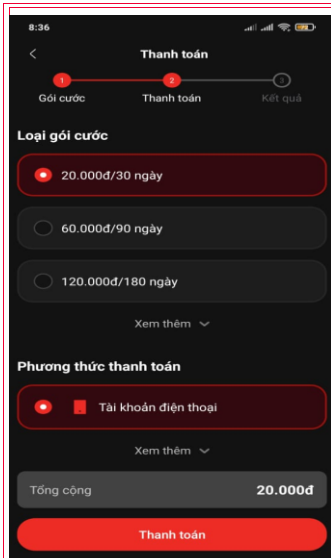 8:36
Thanh toán
1 2 3
Gói cước Thanh toán Kết quả
Loại gói cước
20.000đ/30 ngày
60.000đ/90 ngày
120.000đ/180 ngày
Xem thêm
Phương thức thanh toán
Tài khoản điện thoại
Xem thêm
Tổng cộng 20.000đ
Thanh toán